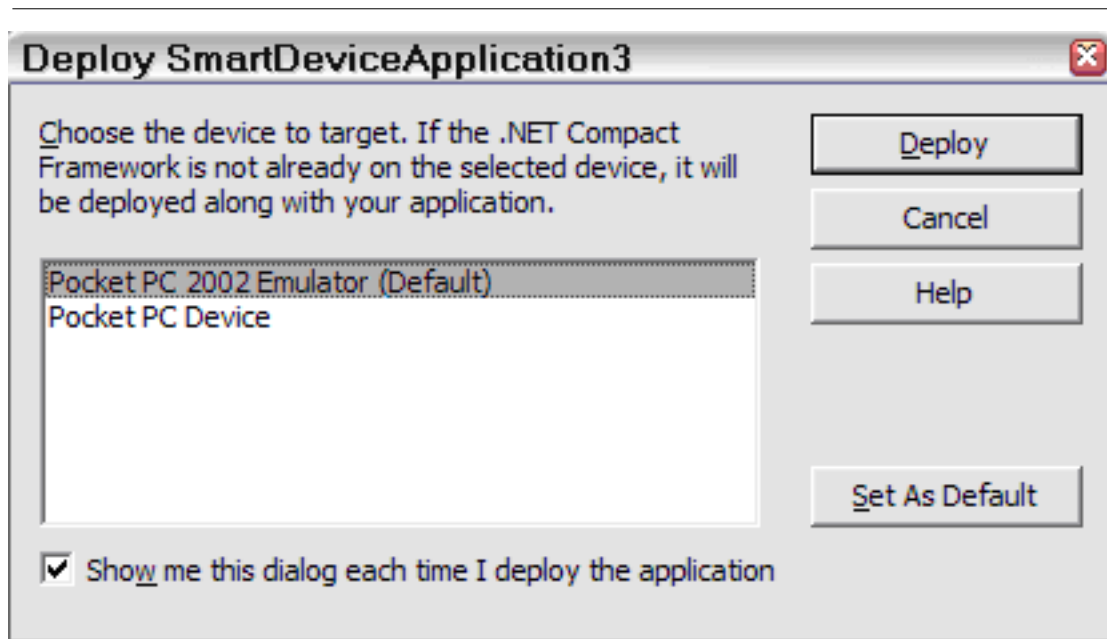 Deploy SmartDeviceApplication3
Choose the device to target. If the .NET Compact
Framework is not already on the selected device, it will
be deployed along with your application.
Deploy
Cancel
Help
Pocket PC 2002 Emulator (Default)
Pocket PC Device
Set As Default
Show me this dialog each time I deploy the application